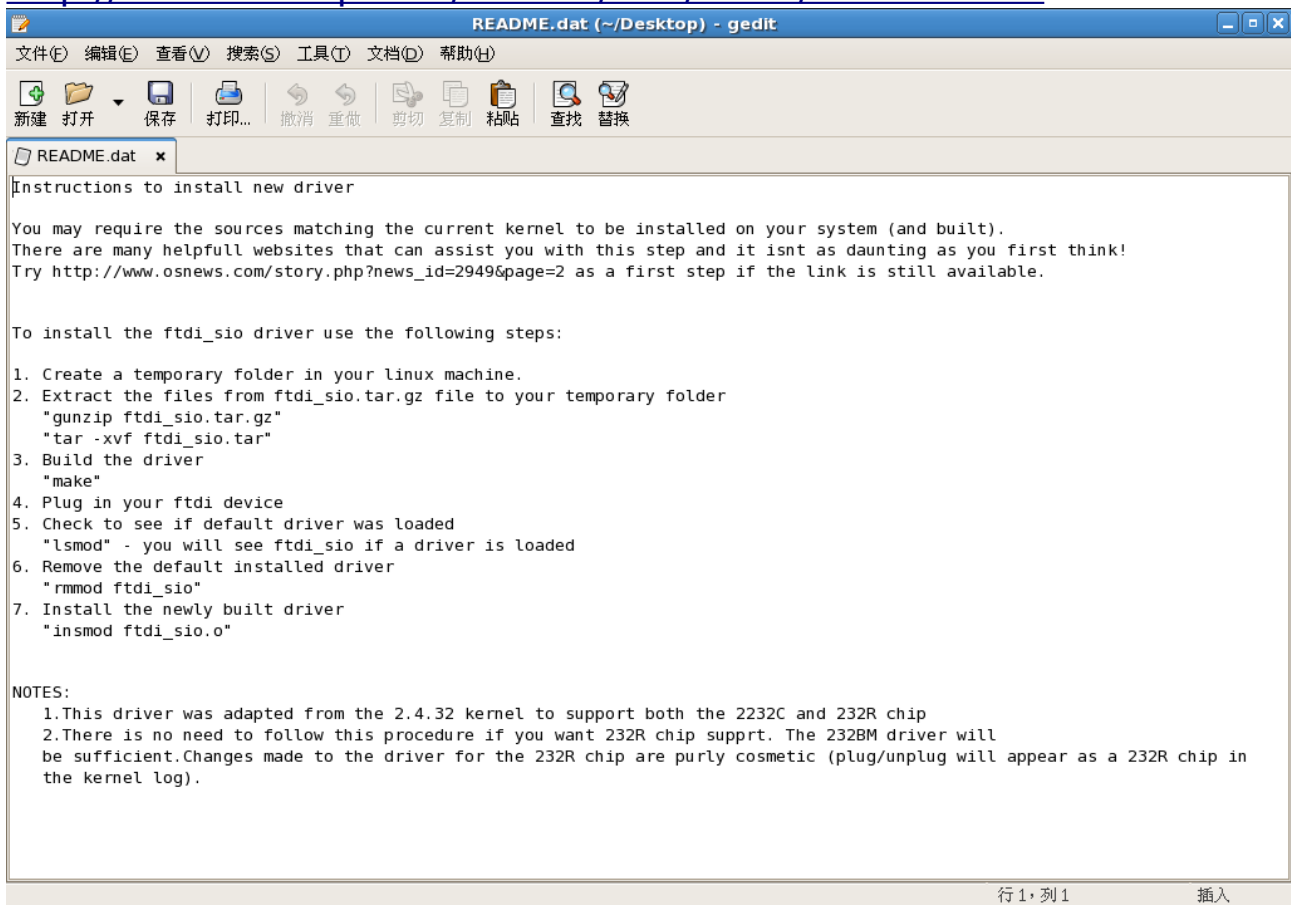 README.dat (~/Desktop) - gedit
文件(F) 编辑(E) 查看(V) 搜索(S) 工具(T) 文档(D) 帮助(H)
新建 打开 保存 打印... 撤消 重做 剪切 复制 粘贴 查找 替换
README.dat
Instructions to install new driver
You may require the sources matching the current kernel to be installed on your system (and built).
There are many helpfull websites that can assist you with this step and it isnt as daunting as you first think!
Try http://www.osnews.com/story.php?news_id=2949&page=2 as a first step if the link is still available.
To install the ftdi_sio driver use the following steps:
1. Create a temporary folder in your linux machine.
2. Extract the files from ftdi_sio.tar.gz file to your temporary folder
"gunzip ftdi_sio.tar.gz"
"tar -xvf ftdi_sio.tar"
3. Build the driver
"make"
4. Plug in your ftdi device
5. Check to see if default driver was loaded
"lsmod" - you will see ftdi_sio if a driver is loaded
6. Remove the default installed driver
"rmmod ftdi_sio"
7. Install the newly built driver
"insmod ftdi_sio.o"
NOTES:
1.This driver was adapted from the 2.4.32 kernel to support both the 2232C and 232R chip
2.There is no need to follow this procedure if you want 232R chip supprt. The 232BM driver will
be sufficient.Changes made to the driver for the 232R chip are purly cosmetic (plug/unplug will appear as a 232R chip in
the kernel log).
行 1，列 1 插入